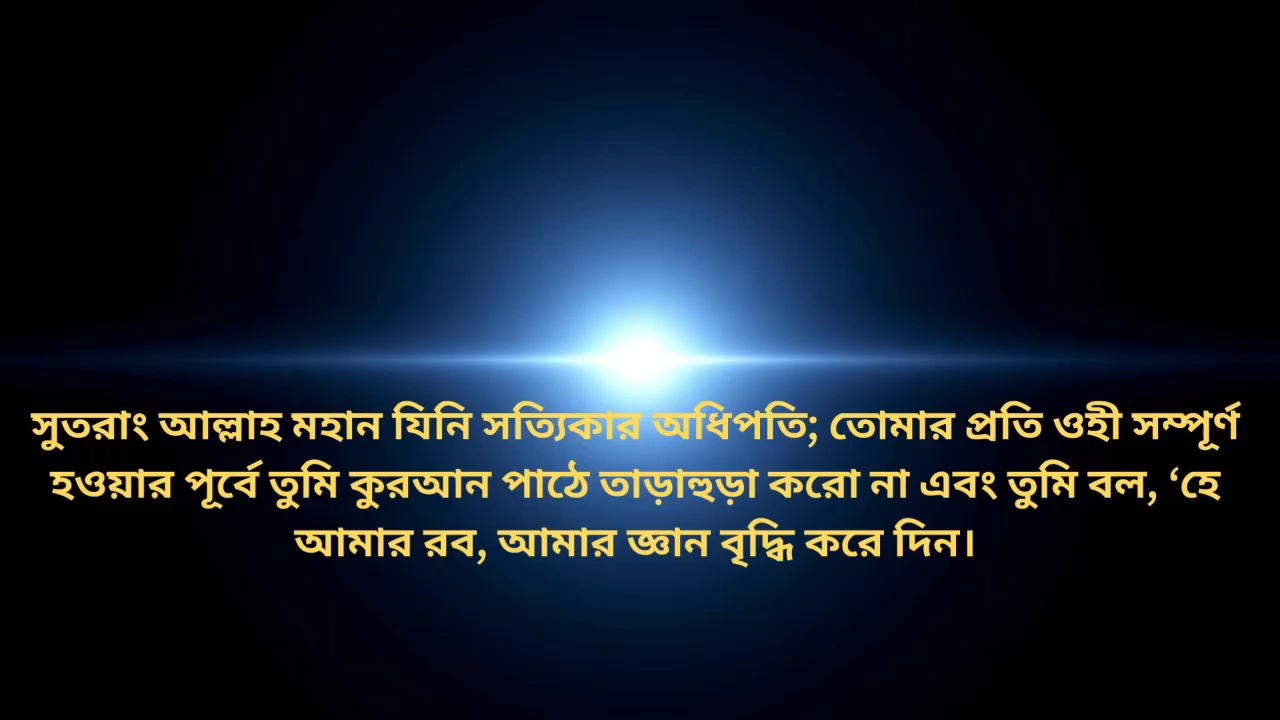 সুতরাং আল্লাহ মহান যিনি সত্যিকার অধিপতি; তোমার প্রতি ওহী সম্পূর্ণ
হওয়ার পূর্বে তুমি কুরআন পাঠে তাড়াহুড়া করো না এবং তুমি বল, ‘হে
আমার রব, আমার জ্ঞান বৃদ্ধি করে দিন।